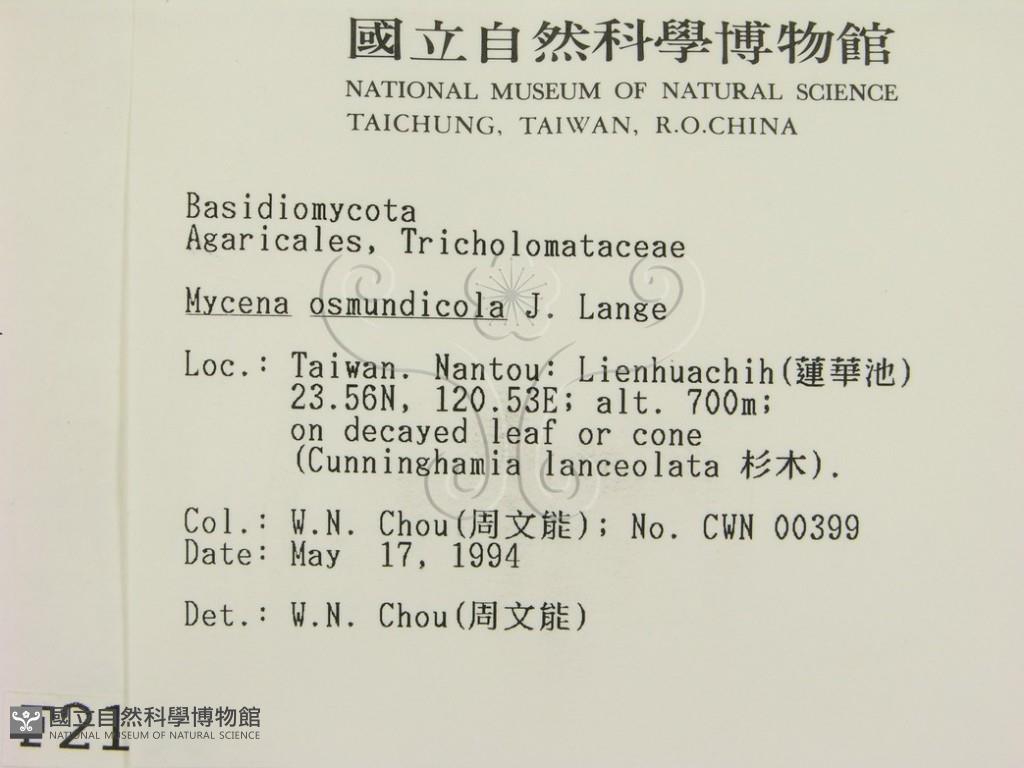 國立自然科學博物館
NATIONAL MUSEUM OF NATURAL SCIENCE
TAICHUNG, TAIWAN, R.O.CHINA
Basidiomycota
Agaricales, Tricholomataceae
Mycena osmundicola J. Lange
Loc.: Taiwan. Nantou: Lienhuachih(蓮華池)
23.56N, 120.53E; alt. 700m;
on decayed leaf or cone
(Cunninghamia lanceolata 杉木).
Col.: W.N. Chou(周文能); No. CWN 00399
Date: May 17, 1994
Det.: W.N. Chou(周文能)
國立自然科學博物館
NATIONAL MUSEUM OF NATURAL SCIENCE